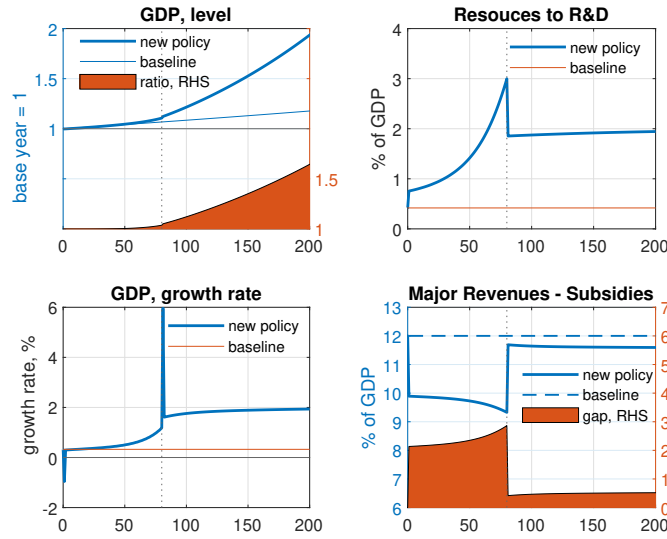 GDP, level
2
1.5
1
base year = 1
new policy
baseline
ratio, RHS
1.5
1
0 50 100 150 200
Resouces to R&D
4
3
2
1
0
% of GDP
new policy
baseline
0 50 100 150 200
GDP, growth rate
6
4
2
0
-2
growth rate, %
new policy
baseline
0 50 100 150 200
Major Revenues - Subsidies
13
12
11
10
9
8
7
6
% of GDP
new policy
baseline
gap, RHS
7
6
5
4
3
2
1
0
0 50 100 150 200